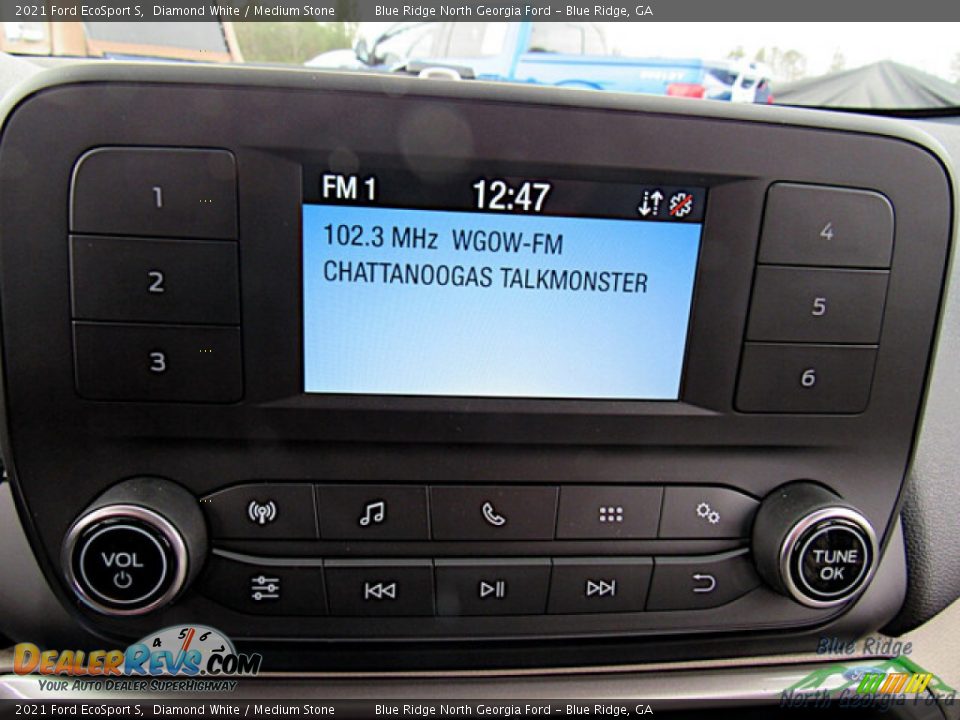 2021 Ford EcoSport S, Diamond White / Medium Stone Blue Ridge North Georgia Ford - Blue Ridge, GA
FM 1 12:47
102.3 MHz WGOW-FM
CHATTANOOGAS TALKMONSTER
1
2
3
4
5
6
VOL
TUNE
OK
4 5 6
DEALERREVS.COM
YOUR AUTO DEALER SUPERHIGHWAY
Blue Ridge
North Georgia Ford
2021 Ford EcoSport S, Diamond White / Medium Stone Blue Ridge North Georgia Ford - Blue Ridge, GA